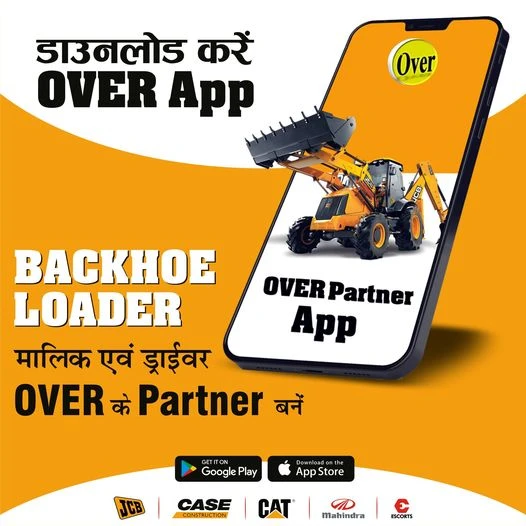 डाउनलोड करें
OVER App
Over
JCB
OVER Partner
App
BACKHOE
LOADER
मालिक एवं ड्राईवर
OVER के Partner बनें
GET IT ON
Google Play
Download on the
App Store
JCB
CASE
CONSTRUCTION
CAT
Mahindra
ESCORTS